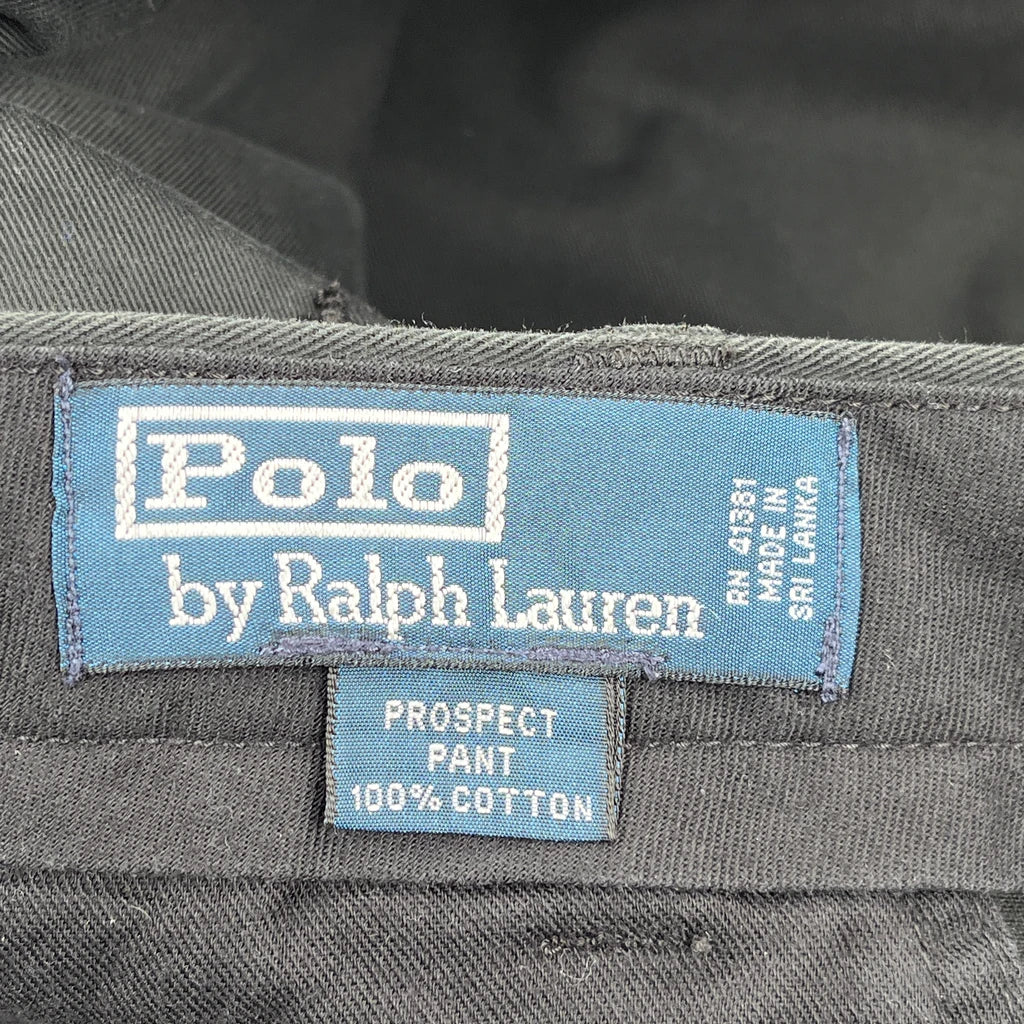 Polo
by Ralph Lauren
RN 41381
MADE IN
SRI LANKA
PROSPECT
PANT
100% COTTON